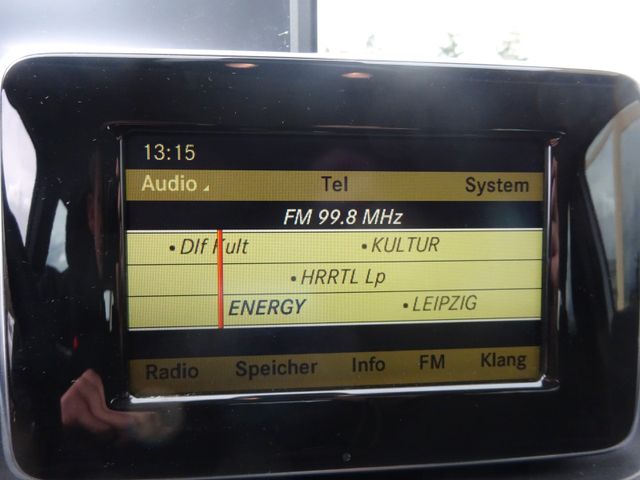 13:15
Audio Tel System
FM 99.8 MHz
•Dlf Kult •KULTUR
•HRRTL Lp
ENERGY •LEIPZIG
Radio Speicher Info FM Klang